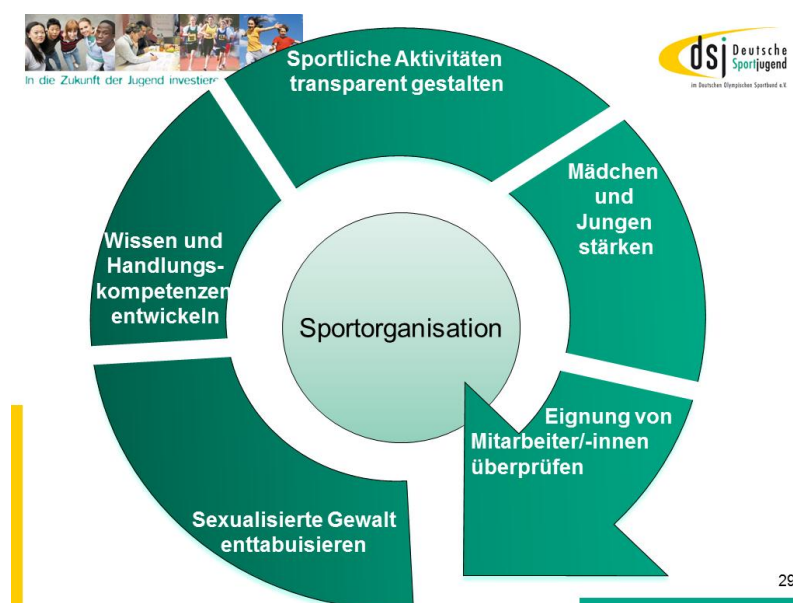 In die Zukunft der Jugend investieren
dsj Deutsche
Sportjugend
im Deutschen Olympischen Sportbund e.V.
Sportliche Aktivitäten
transparent gestalten
Mädchen
und
Jungen
stärken
Wissen und
Handlungs-
kompetenzen
entwickeln
Sportorganisation
Eignung von
Mitarbeiter/-innen
überprüfen
Sexualisierte Gewalt
enttabuisieren
29